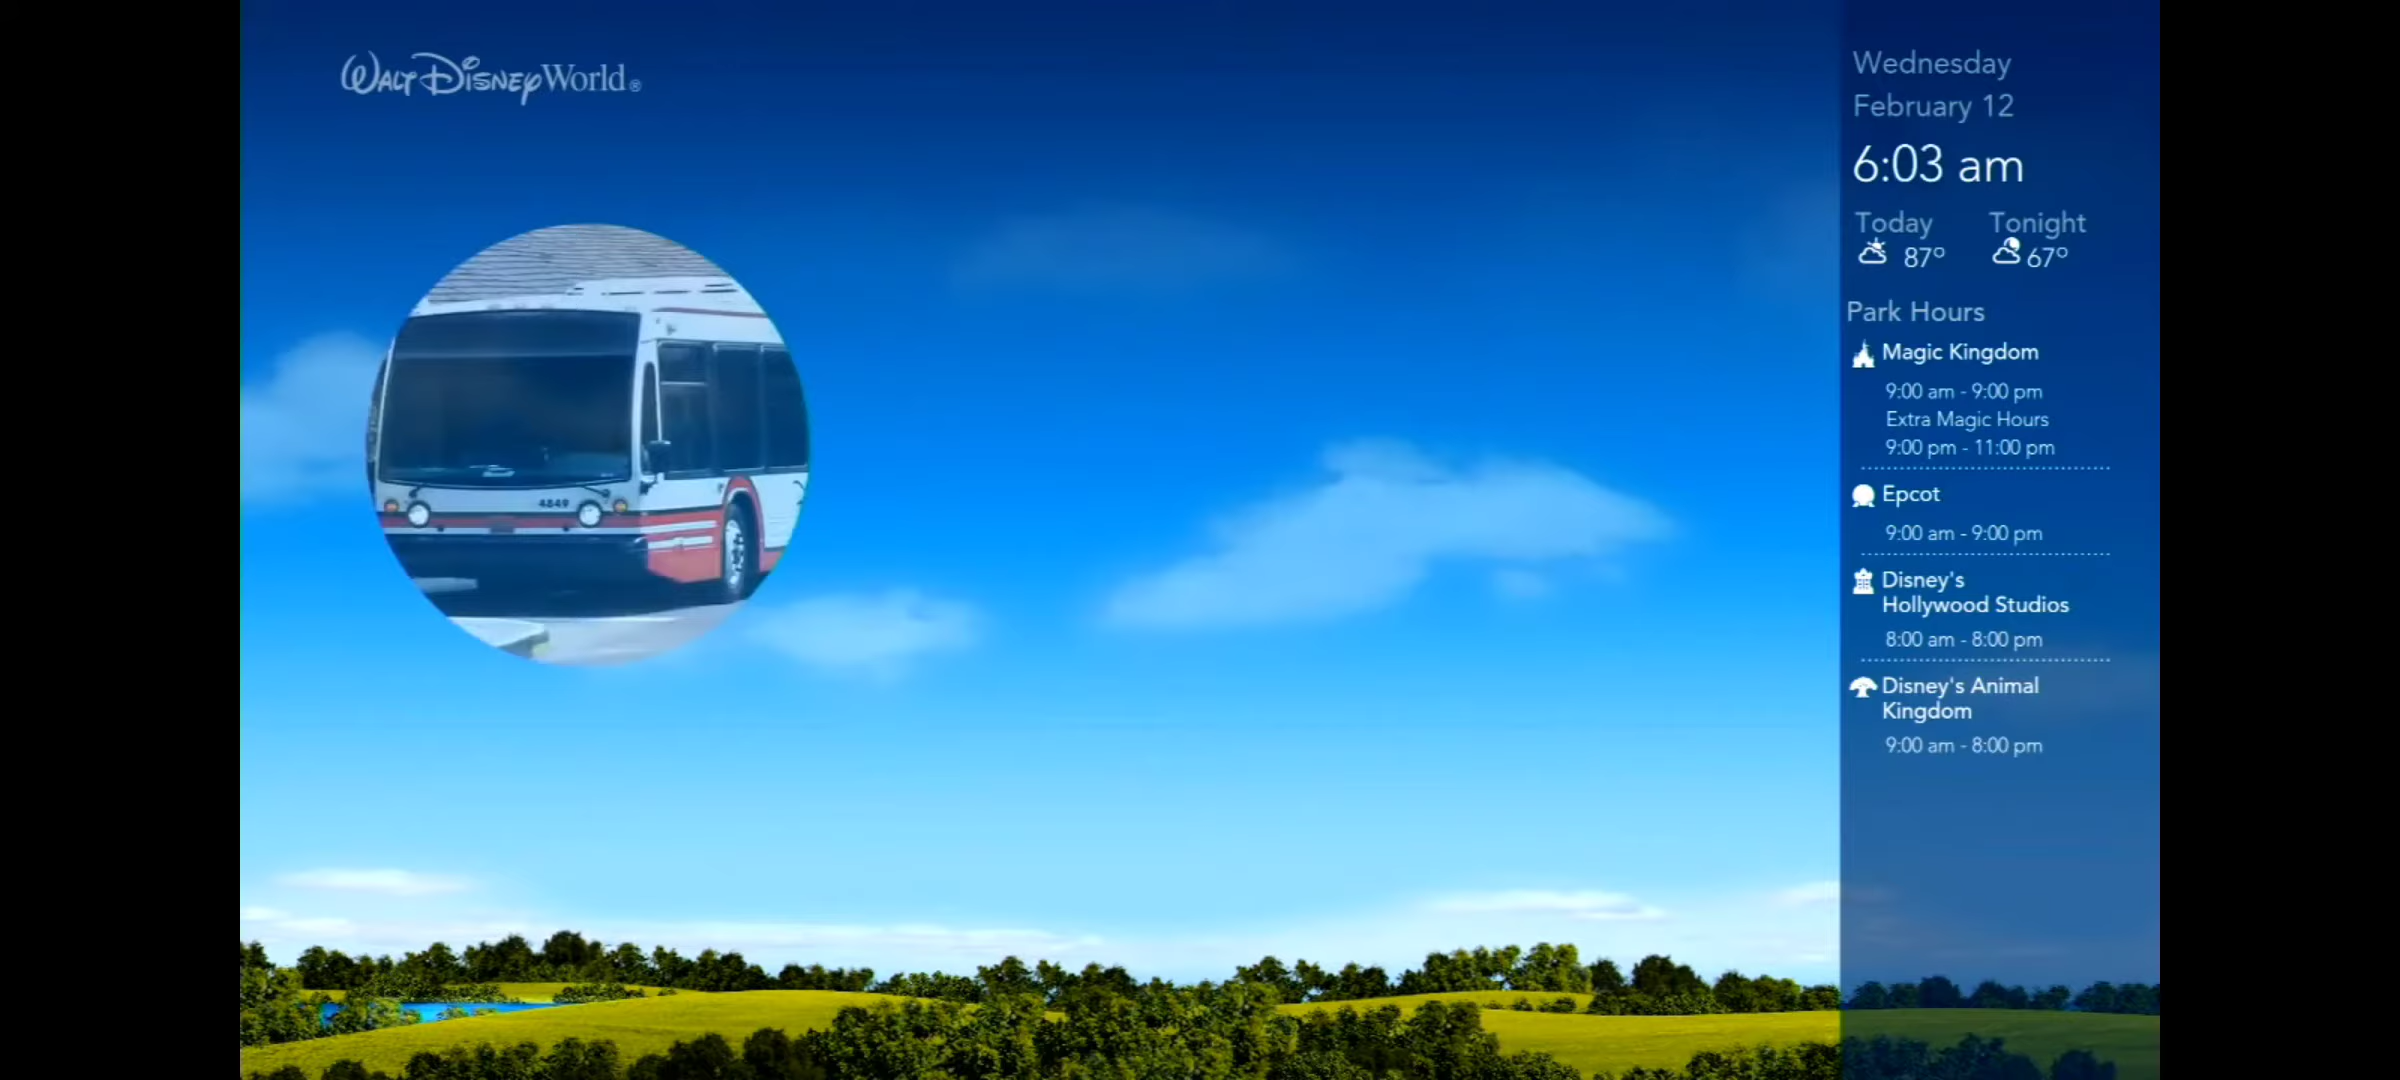 Walt Disney World®
4849
Wednesday
February 12
6:03 am
Today Tonight
87° 67°
Park Hours
Magic Kingdom
9:00 am - 9:00 pm
Extra Magic Hours
9:00 pm - 11:00 pm
Epcot
9:00 am - 9:00 pm
Disney's
Hollywood Studios
8:00 am - 8:00 pm
Disney's Animal
Kingdom
9:00 am - 8:00 pm